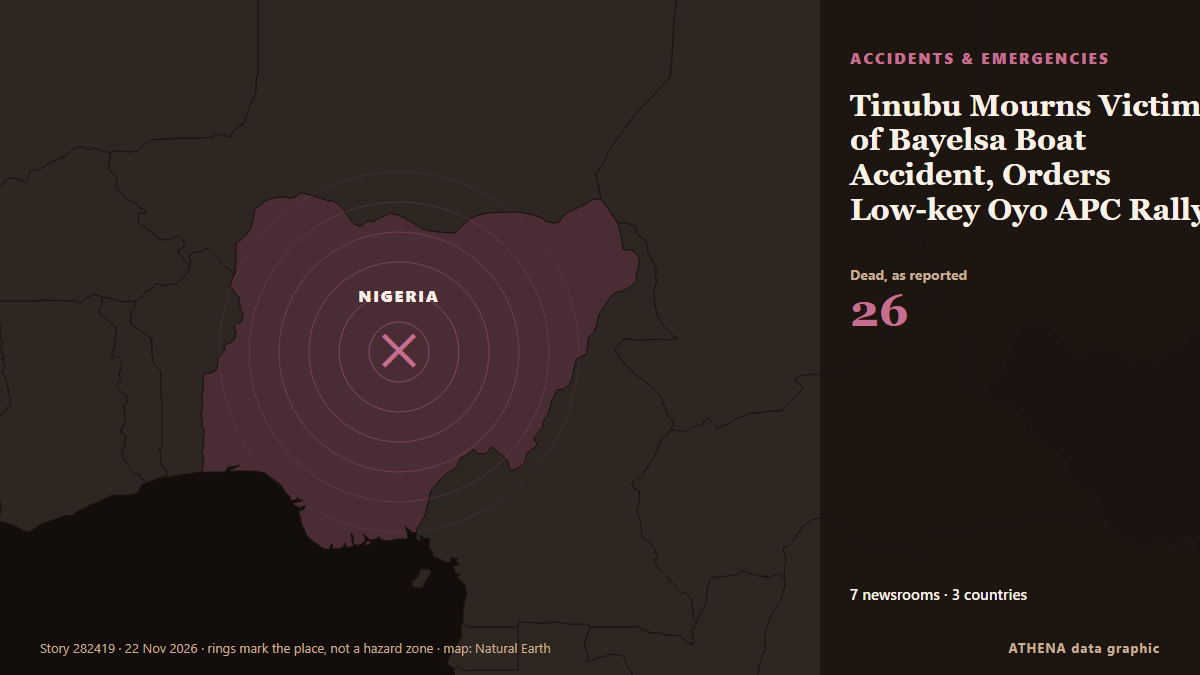 ACCIDENTS & EMERGENCIES
Tinubu Mourns Victim
of Bayelsa Boat
Accident, Orders
Low-key Oyo APC Rally
Dead, as reported
26
NIGERIA
7 newsrooms · 3 countries
Story 282419 · 22 Nov 2026 · rings mark the place, not a hazard zone · map: Natural Earth
ATHENA data graphic